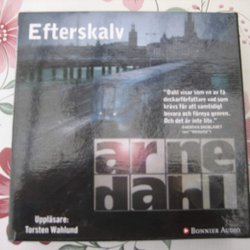 Efterskalv
"Dahl visar som en av få
deckarförfattare vad som
krävs för att samtidigt
bevara och förnya genren.
Och det är inte lite."
SVENSKA DAGBLADET
arne
dahl
Uppläsare:
Torsten Wahlund
BONNIER AUDIO